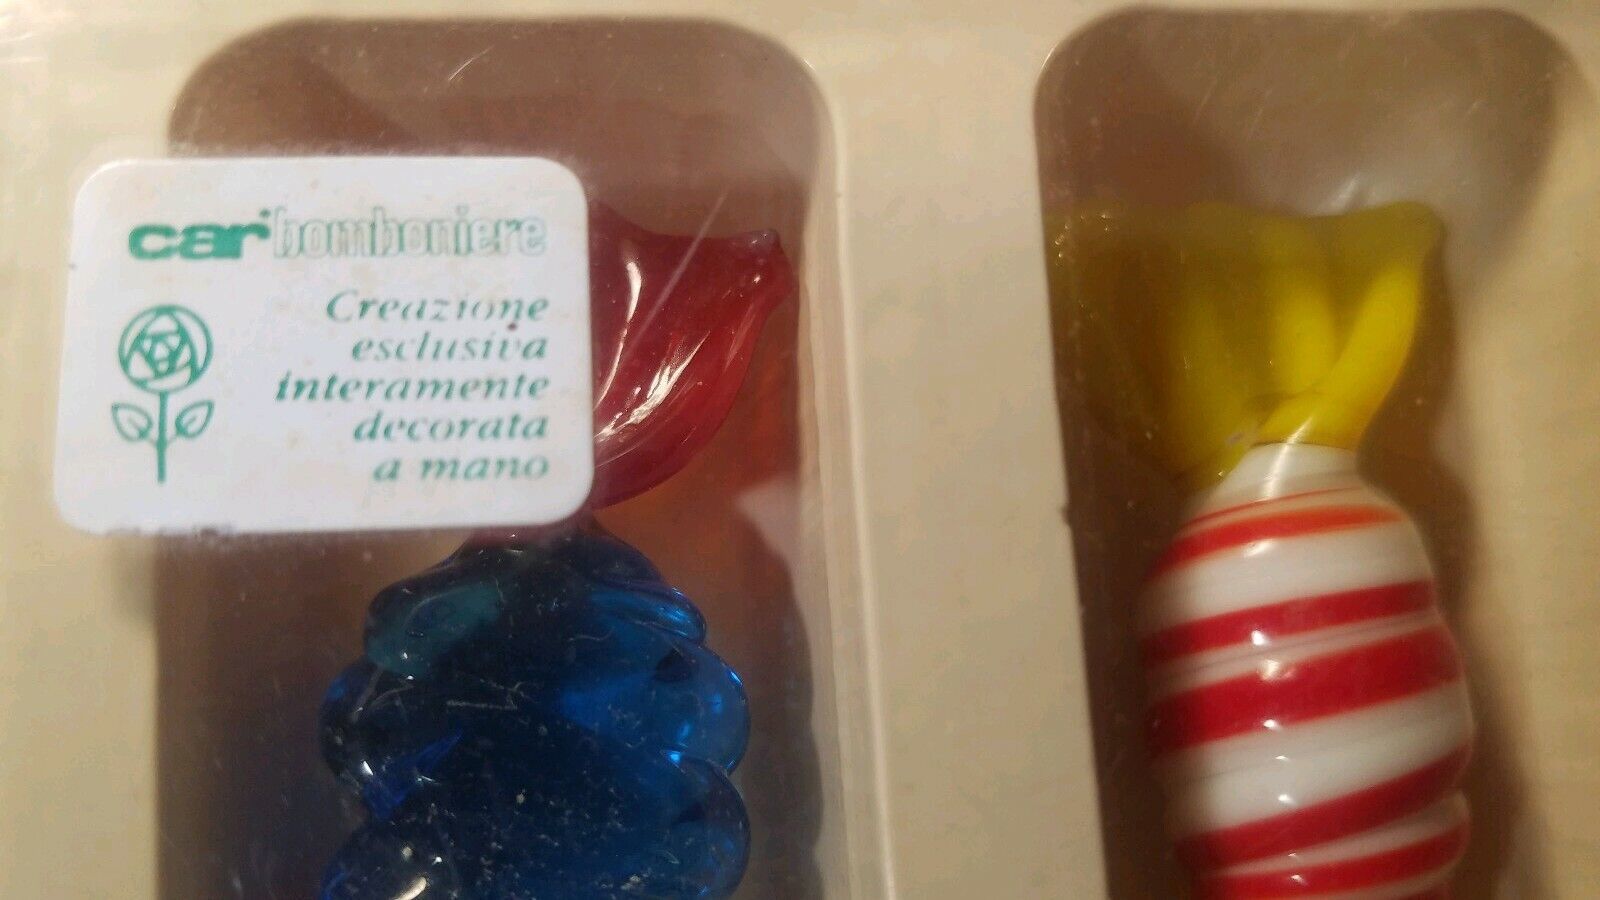 car bomboniere
Creazione
esclusiva
interamente
decorata
a mano